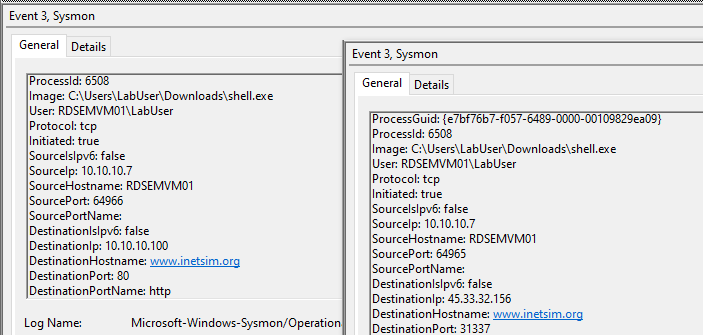 Event 3, Sysmon
General
Details
ProcessId: 6508
Image: C:\Users\LabUser\Downloads\shell.exe
User: RDSEMVM01\LabUser
Protocol: tcp
Initiated: true
SourceIsIpv6: false
SourceIp: 10.10.10.7
SourceHostname: RDSEMVM01
SourcePort: 64966
SourcePortName:
DestinationIsIpv6: false
DestinationIp: 10.10.10.100
DestinationHostname: www.inetsim.org
DestinationPort: 80
DestinationPortName: http
Log Name: Microsoft-Windows-Sysmon/Operation
Event 3, Sysmon
General
Details
ProcessGuid: {e7bf76b7-f057-6489-0000-00109829ea09}
ProcessId: 6508
Image: C:\Users\LabUser\Downloads\shell.exe
User: RDSEMVM01\LabUser
Protocol: tcp
Initiated: true
SourceIsIpv6: false
SourceIp: 10.10.10.7
SourceHostname: RDSEMVM01
SourcePort: 64965
SourcePortName:
DestinationIsIpv6: false
DestinationIp: 45.33.32.156
DestinationHostname: www.inetsim.org
DestinationPort: 31337